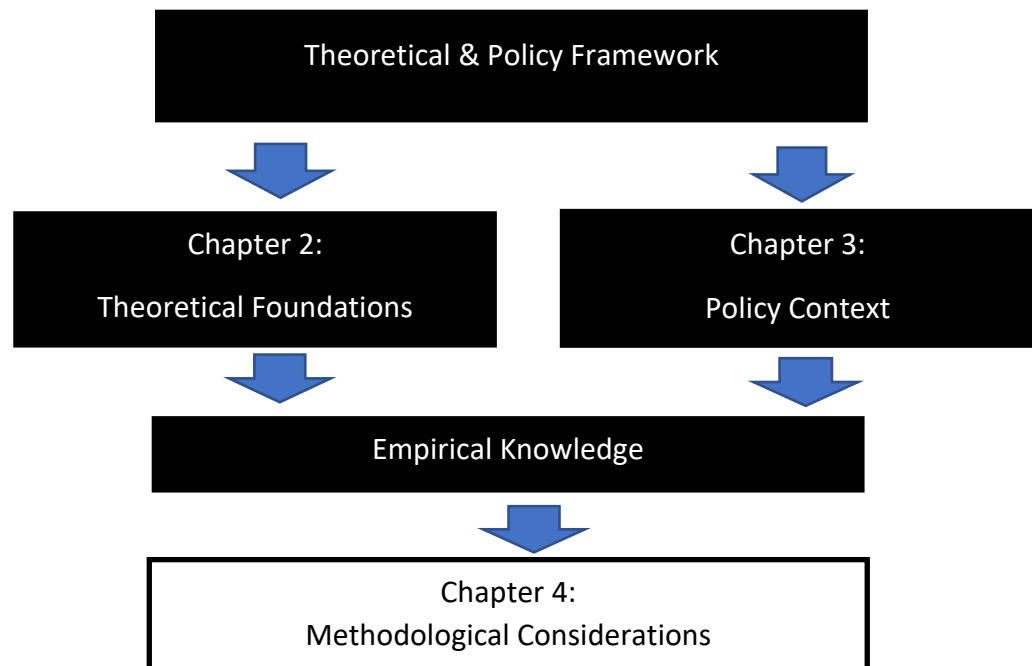 Theoretical & Policy Framework
Chapter 2:
Theoretical Foundations
Chapter 3:
Policy Context
Empirical Knowledge
Chapter 4:
Methodological Considerations